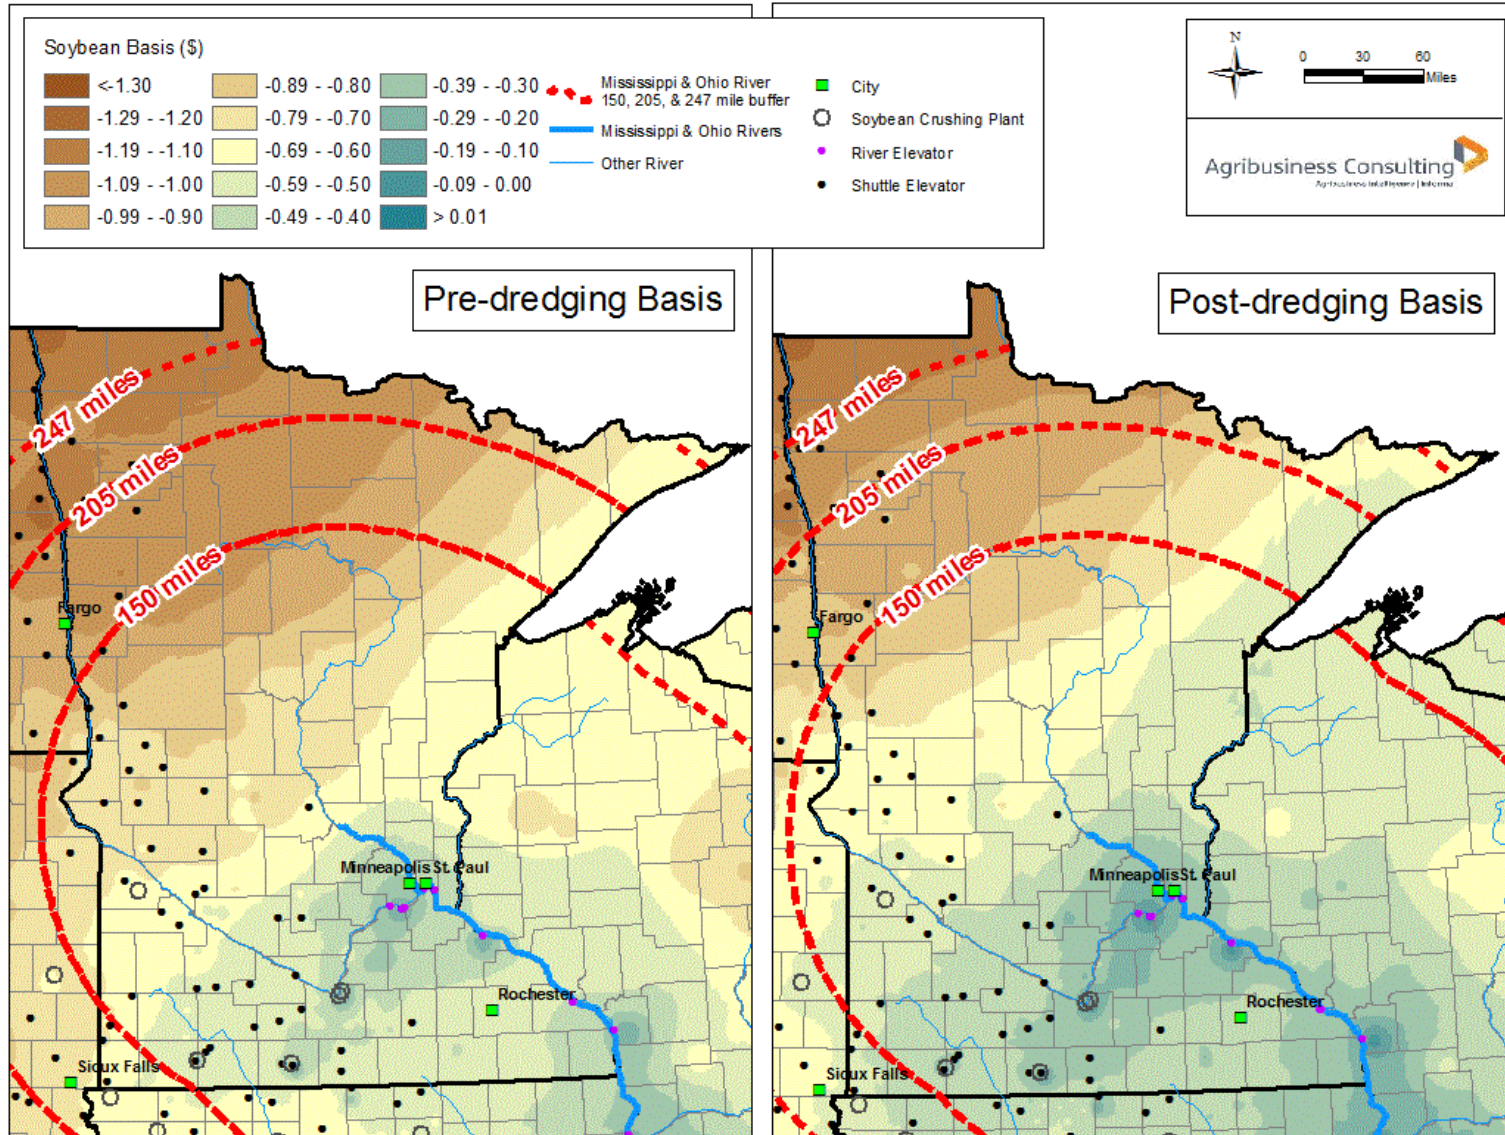 Soybean Basis ($)
<-1.30
-1.29 - -1.20
-1.19 - -1.10
-1.09 - -1.00
-0.99 - -0.90
-0.89 - -0.80
-0.79 - -0.70
-0.69 - -0.60
-0.59 - -0.50
-0.49 - -0.40
-0.39 - -0.30
-0.29 - -0.20
-0.19 - -0.10
-0.09 - 0.00
> 0.01
Mississippi & Ohio River
150, 205, & 247 mile buffer
Mississippi & Ohio Rivers
Other River
City
Soybean Crushing Plant
River Elevator
Shuttle Elevator
N
0 30 60
Miles
Agribusiness Consulting
Agribusiness Intelligence | Informa
Pre-dredging Basis
247 miles
205 miles
150 miles
Fargo
Minneapolis St. Paul
Rochester
Sioux Falls
Post-dredging Basis
247 miles
205 miles
150 miles
Fargo
Minneapolis St. Paul
Rochester
Sioux Falls